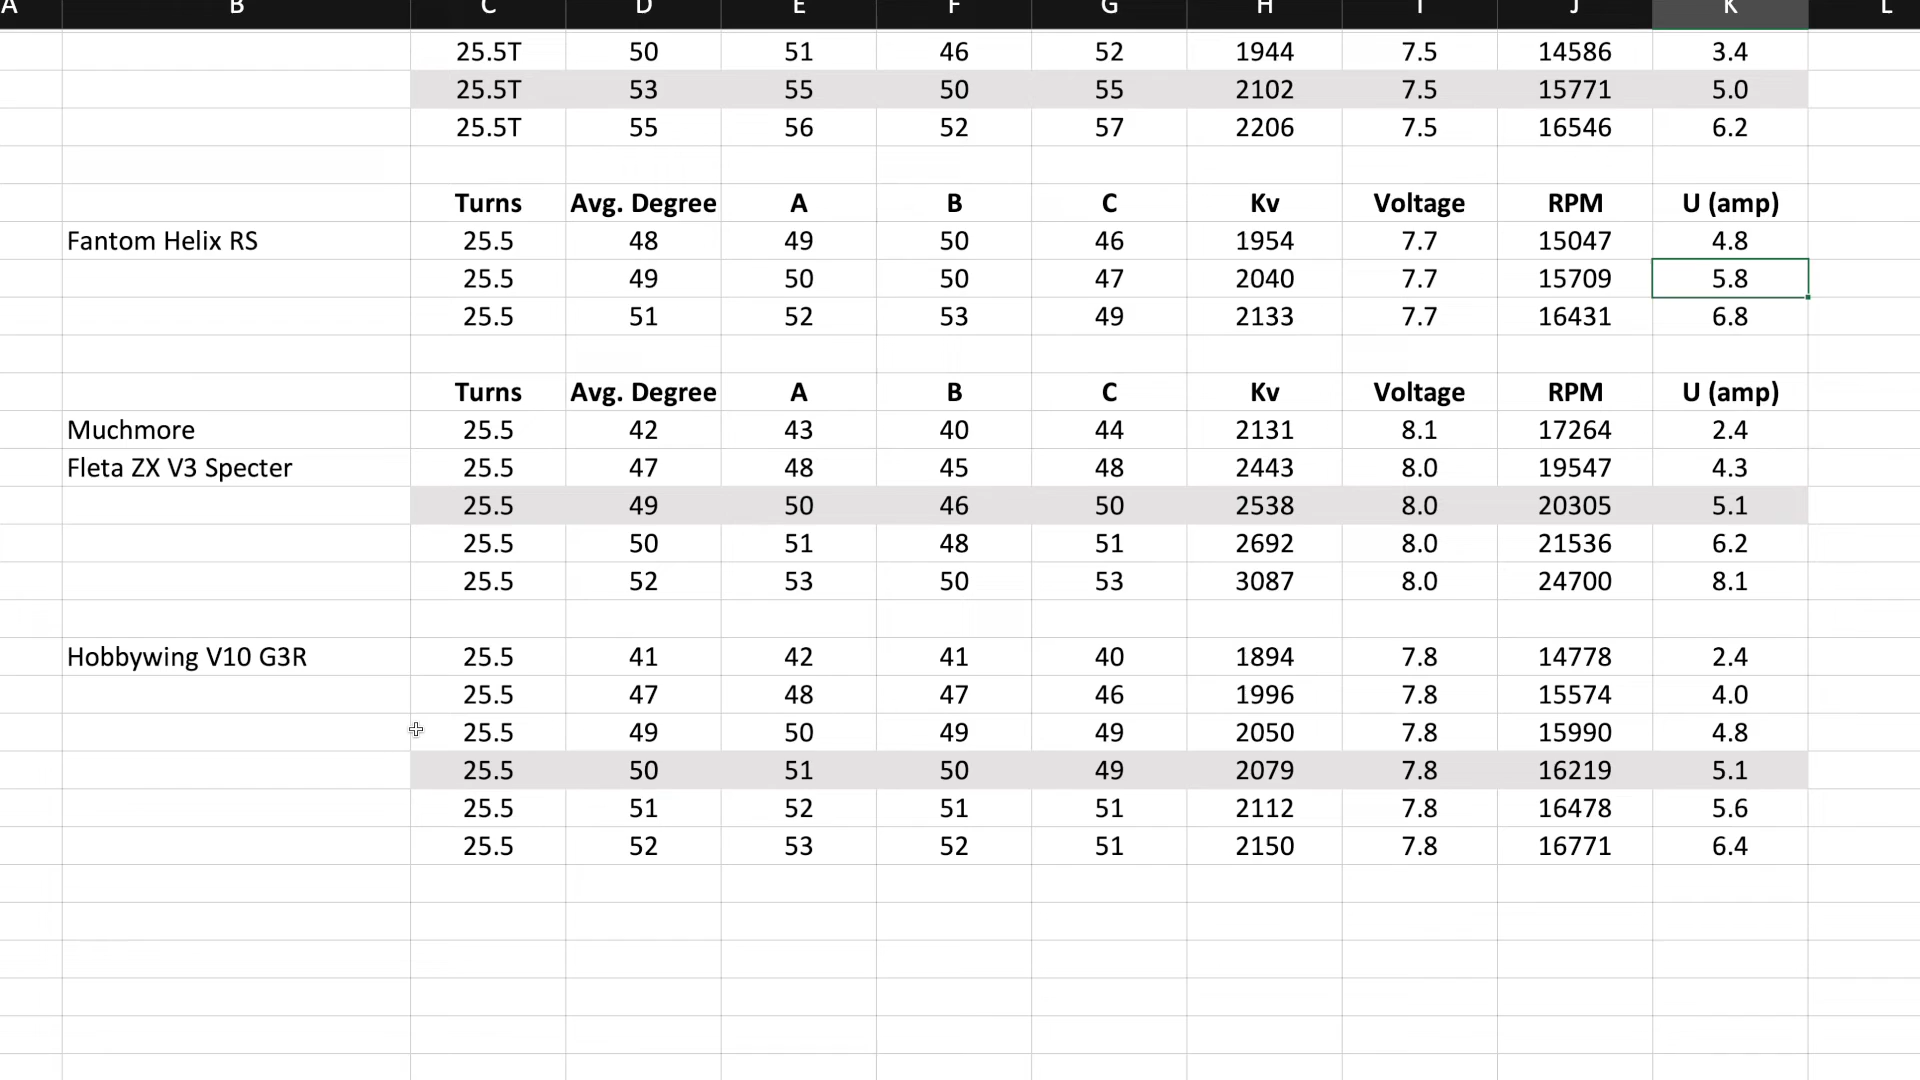 A B C D E F G H I J K L
25.5T 50 51 46 52 1944 7.5 14586 3.4
25.5T 53 55 50 55 2102 7.5 15771 5.0
25.5T 55 56 52 57 2206 7.5 16546 6.2
Turns Avg. Degree A B C Kv Voltage RPM U (amp)
Fantom Helix RS 25.5 48 49 50 46 1954 7.7 15047 4.8
25.5 49 50 50 47 2040 7.7 15709 5.8
25.5 51 52 53 49 2133 7.7 16431 6.8
Turns Avg. Degree A B C Kv Voltage RPM U (amp)
Muchmore 25.5 42 43 40 44 2131 8.1 17264 2.4
Fleta ZX V3 Specter 25.5 47 48 45 48 2443 8.0 19547 4.3
25.5 49 50 46 50 2538 8.0 20305 5.1
25.5 50 51 48 51 2692 8.0 21536 6.2
25.5 52 53 50 53 3087 8.0 24700 8.1
Hobbywing V10 G3R 25.5 41 42 41 40 1894 7.8 14778 2.4
25.5 47 48 47 46 1996 7.8 15574 4.0
25.5 49 50 49 49 2050 7.8 15990 4.8
25.5 50 51 50 49 2079 7.8 16219 5.1
25.5 51 52 51 51 2112 7.8 16478 5.6
25.5 52 53 52 51 2150 7.8 16771 6.4